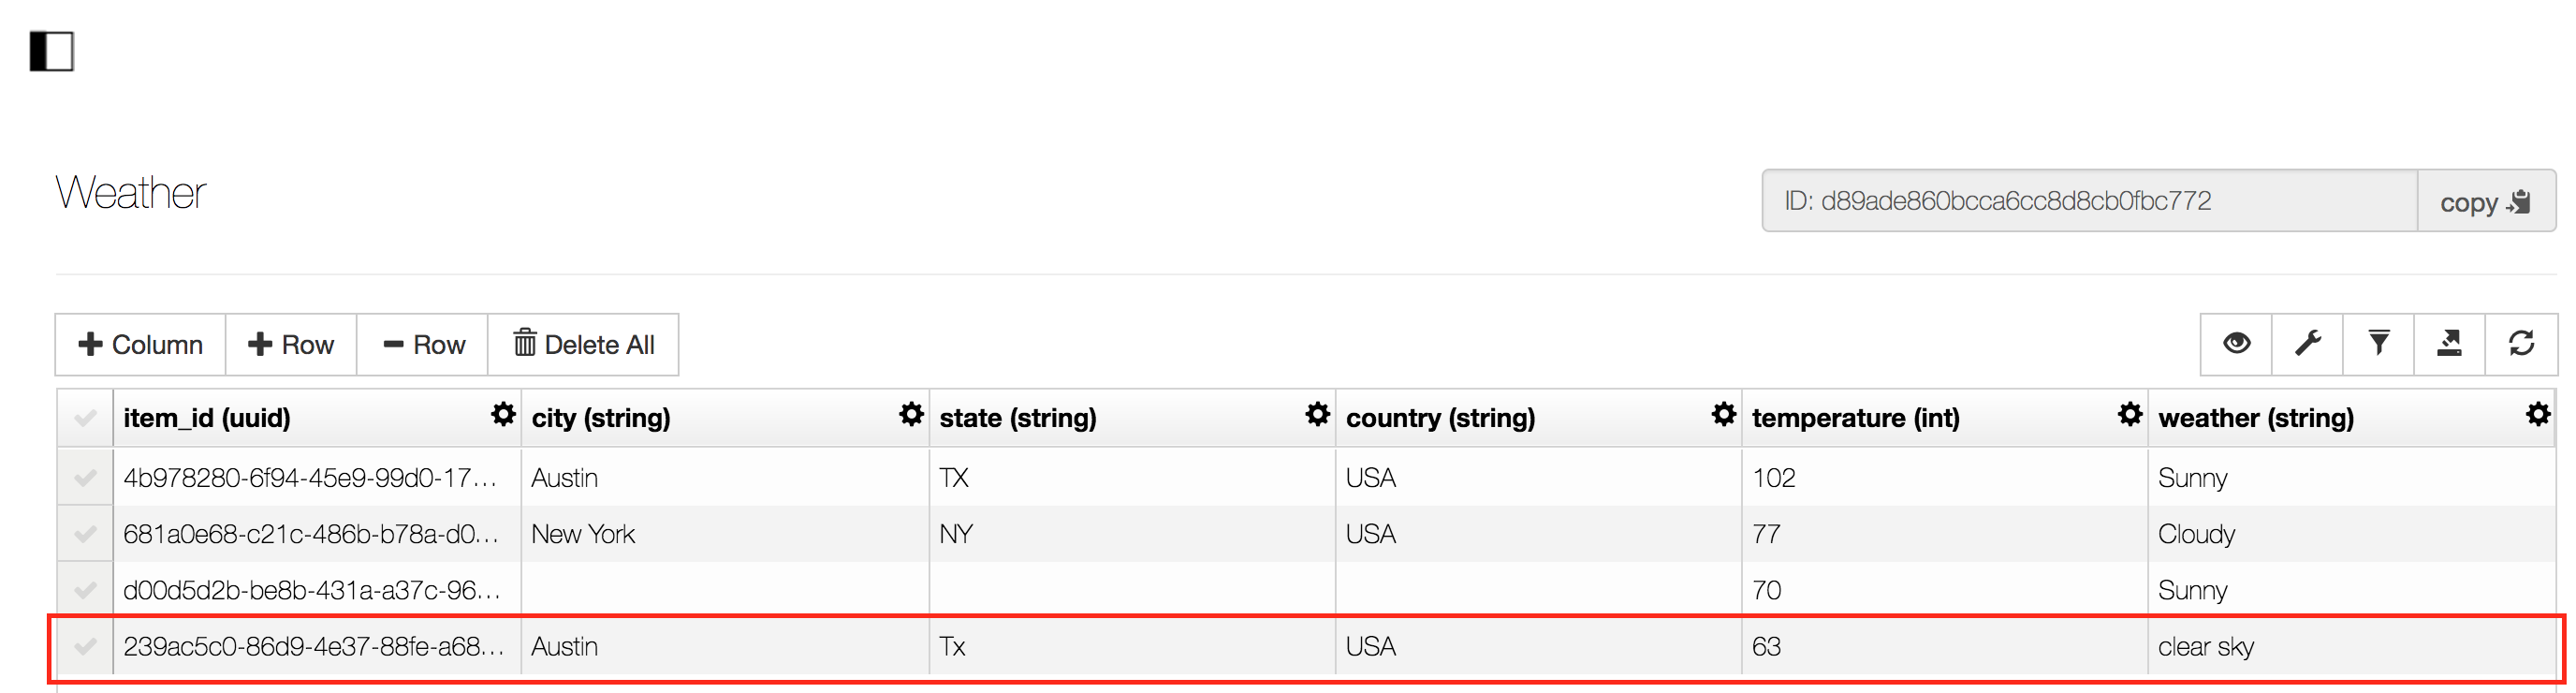 Weather
ID: d89ade860bcca6cc8d8cb0fbc772 copy
Column Row Row Delete All
item_id (uuid) city (string) state (string) country (string) temperature (int) weather (string)
4b978280-6f94-45e9-99d0-17... Austin TX USA 102 Sunny
681a0e68-c21c-486b-b78a-d0... New York NY USA 77 Cloudy
d00d5d2b-be8b-431a-a37c-96... 70 Sunny
239ac5c0-86d9-4e37-88fe-a68... Austin Tx USA 63 clear sky